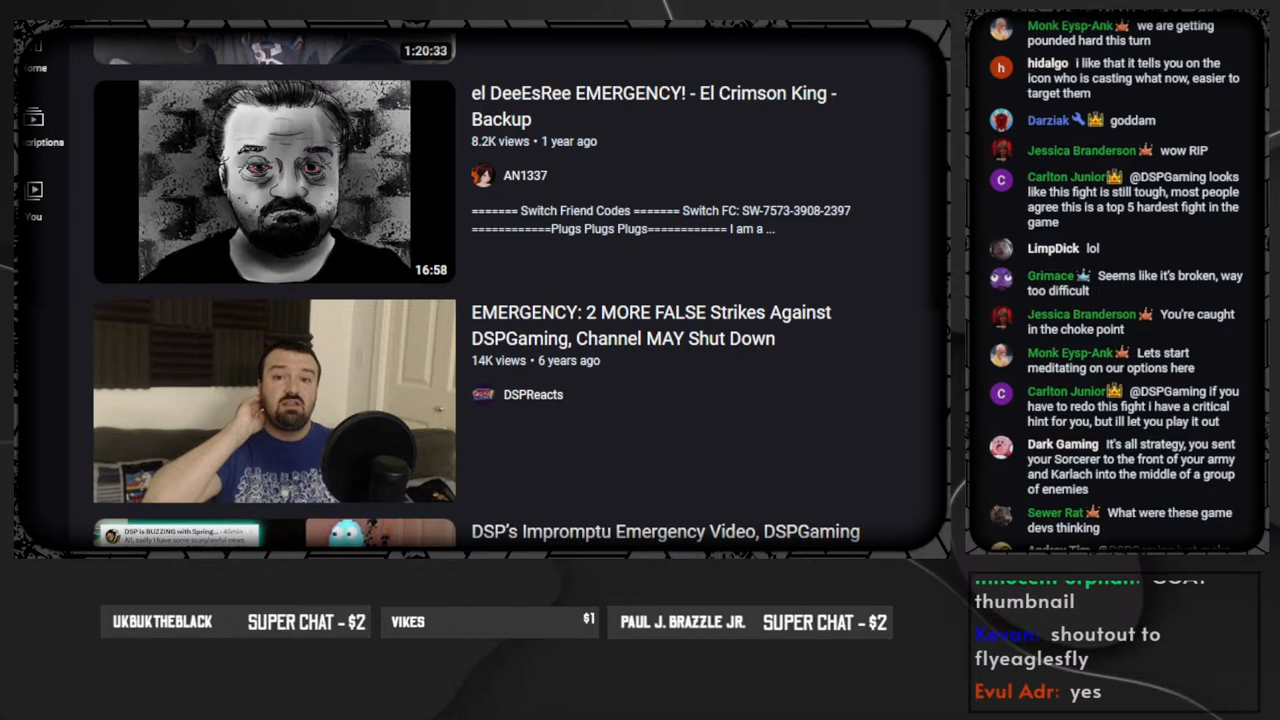 ome
criptions
You
1:20:33
el DeeEsRee EMERGENCY! - El Crimson King -
Backup
8.2K views • 1 year ago
AN1337
======= Switch Friend Codes ======= Switch FC: SW-7573-3908-2397
============Plugs Plugs Plugs============ I am a ...
16:58
EMERGENCY: 2 MORE FALSE Strikes Against
DSPGaming, Channel MAY Shut Down
14K views • 6 years ago
DSPReacts
DSP is BUZZING with Spring...
DSP's Impromptu Emergency Video, DSPGaming
Monk Eysp-Ank we are getting
pounded hard this turn
hidalgo i like that it tells you on the
icon who is casting what now, easier to
target them
Darziak goddam
Jessica Branderson wow RIP
Carlton Junior @DSPGaming looks
like this fight is still tough, most people
agree this is a top 5 hardest fight in the
game
LimpDick lol
Grimace Seems like it's broken, way
too difficult
Jessica Branderson You're caught
in the choke point
Monk Eysp-Ank Lets start
meditating on our options here
Carlton Junior @DSPGaming if you
have to redo this fight i have a critical
hint for you, but ill let you play it out
Dark Gaming It's all strategy, you sent
your Sorcerer to the front of your army
and Karlach into the middle of a group
of enemies
Sewer Rat What were these game
devs thinking
UKBUKTHEBLACK SUPER CHAT - $2
VIKES $1
PAUL J. BRAZZLE JR. SUPER CHAT - $2
innocent orphan: GOAT
thumbnail
Kevon: shoutout to
flyeaglesfly
Evul Adr: yes